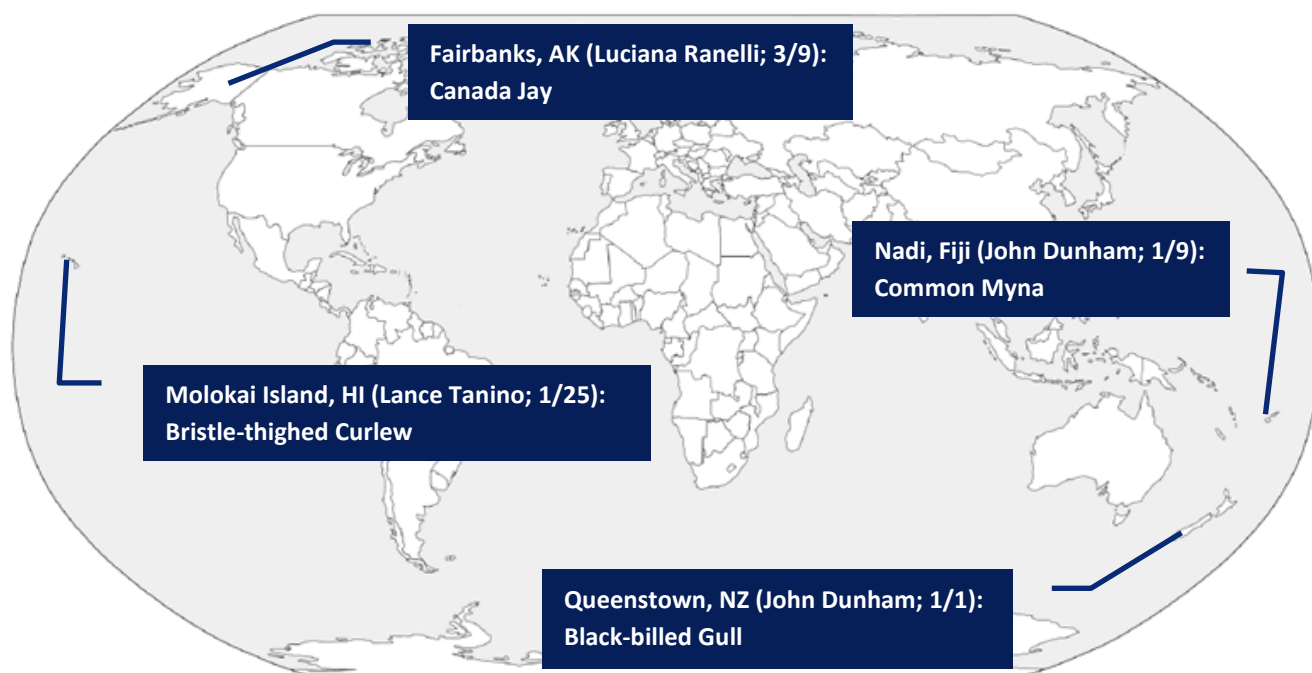 Fairbanks, AK (Luciana Ranelli; 3/9):
Canada Jay
Nadi, Fiji (John Dunham; 1/9):
Common Myna
Molokai Island, HI (Lance Tanino; 1/25):
Bristle-thighed Curlew
Queenstown, NZ (John Dunham; 1/1):
Black-billed Gull